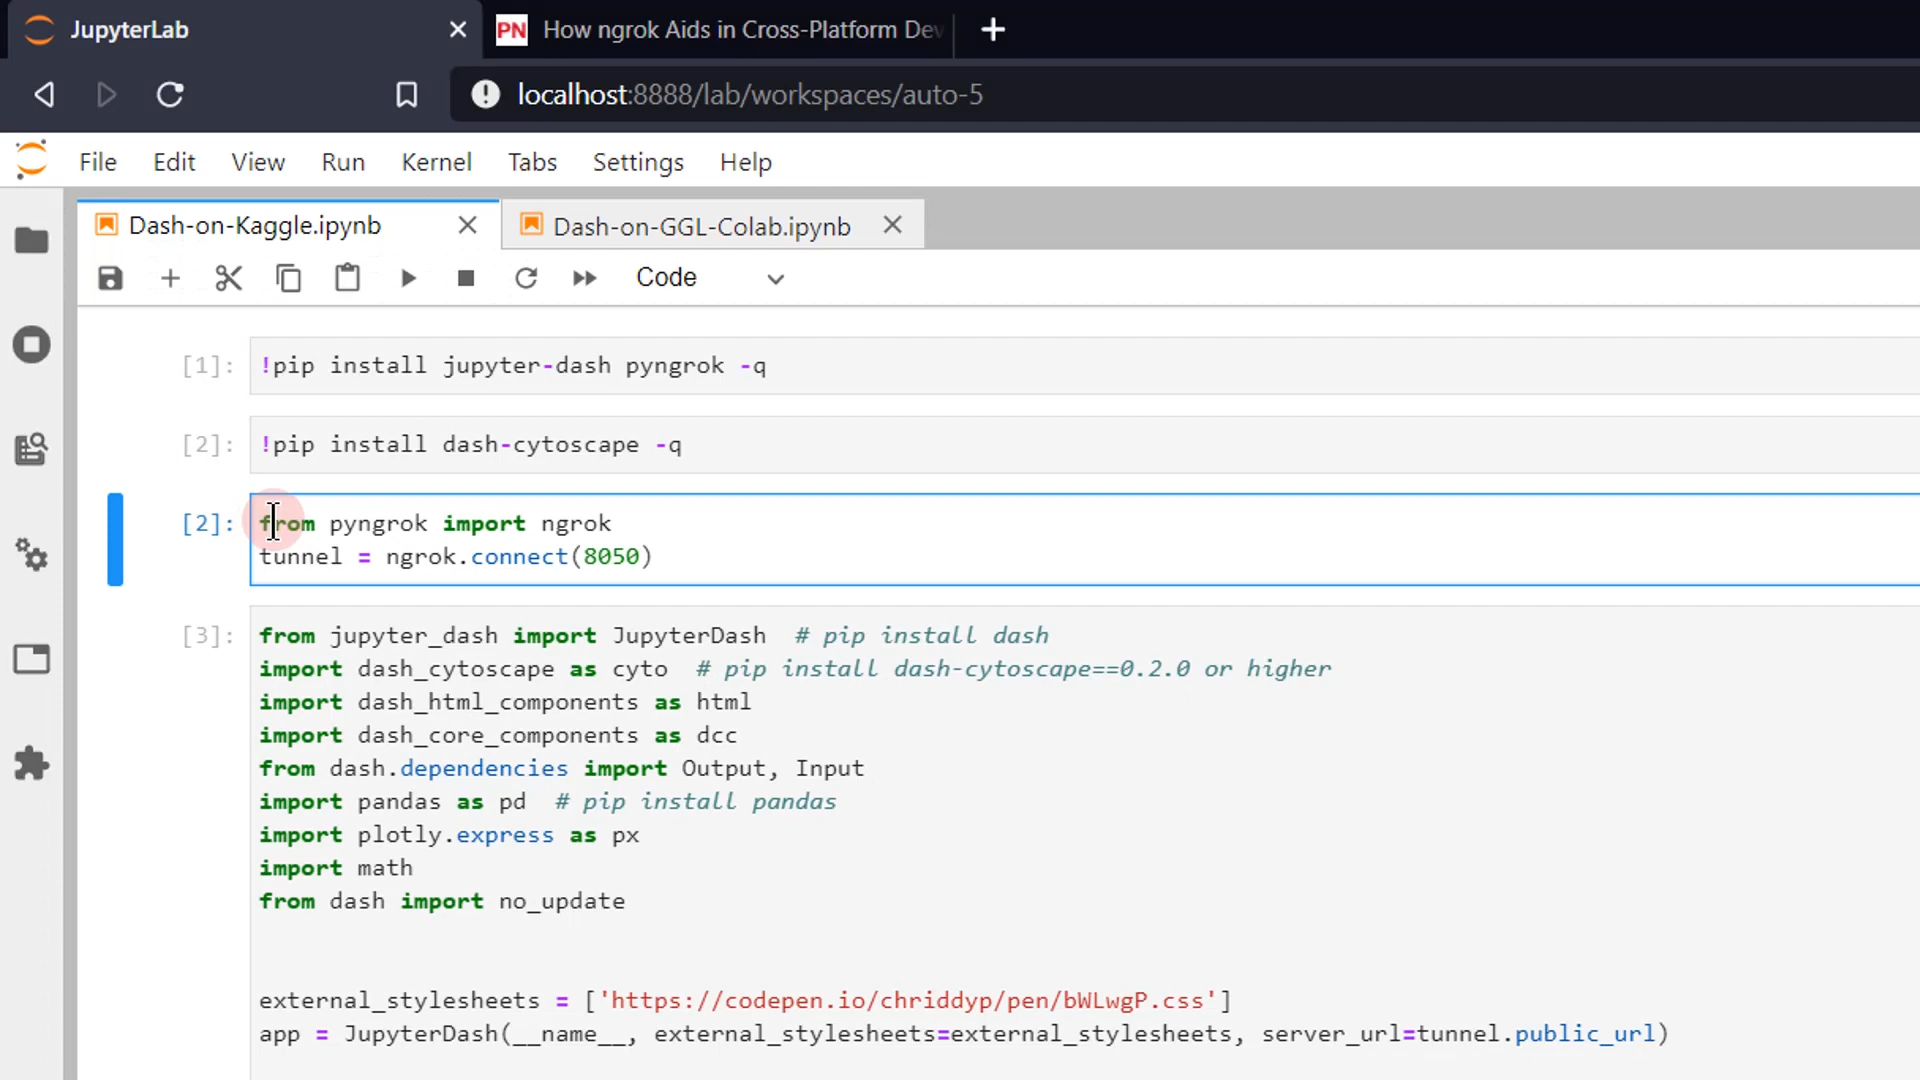 JupyterLab
PN How ngrok Aids in Cross-Platform Dev
localhost:8888/lab/workspaces/auto-5
File Edit View Run Kernel Tabs Settings Help
Dash-on-Kaggle.ipynb
Dash-on-GGL-Colab.ipynb
Code
[1]: !pip install jupyter-dash pyngrok -q
[2]: !pip install dash-cytoscape -q
[2]: from pyngrok import ngrok
tunnel = ngrok.connect(8050)
[3]: from jupyter_dash import JupyterDash  # pip install dash
import dash_cytoscape as cyto  # pip install dash-cytoscape==0.2.0 or higher
import dash_html_components as html
import dash_core_components as dcc
from dash.dependencies import Output, Input
import pandas as pd  # pip install pandas
import plotly.express as px
import math
from dash import no_update
external_stylesheets = ['https://codepen.io/chriddyp/pen/bWLwgP.css']
app = JupyterDash(__name__, external_stylesheets=external_stylesheets, server_url=tunnel.public_url)